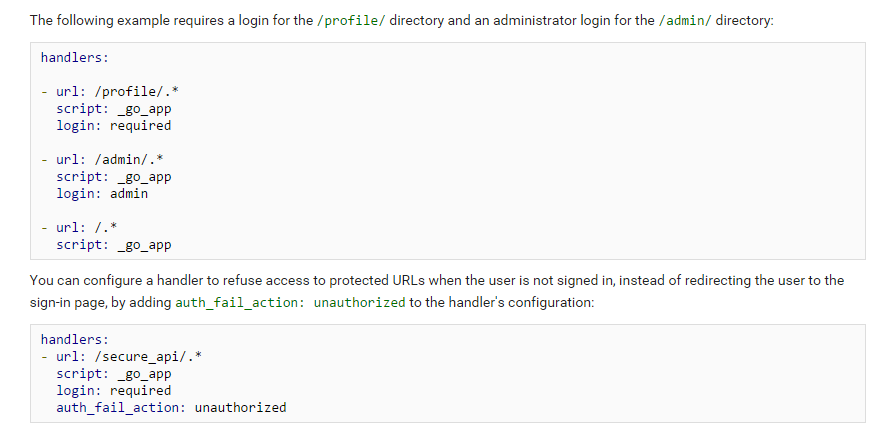 The following example requires a login for the /profile/ directory and an administrator login for the /admin/ directory:
handlers:
- url: /profile/.*
  script: _go_app
  login: required
- url: /admin/.*
  script: _go_app
  login: admin
- url: /.*
  script: _go_app
You can configure a handler to refuse access to protected URLs when the user is not signed in, instead of redirecting the user to the
sign-in page, by adding auth_fail_action: unauthorized to the handler's configuration:
handlers:
- url: /secure_api/.*
  script: _go_app
  login: required
  auth_fail_action: unauthorized